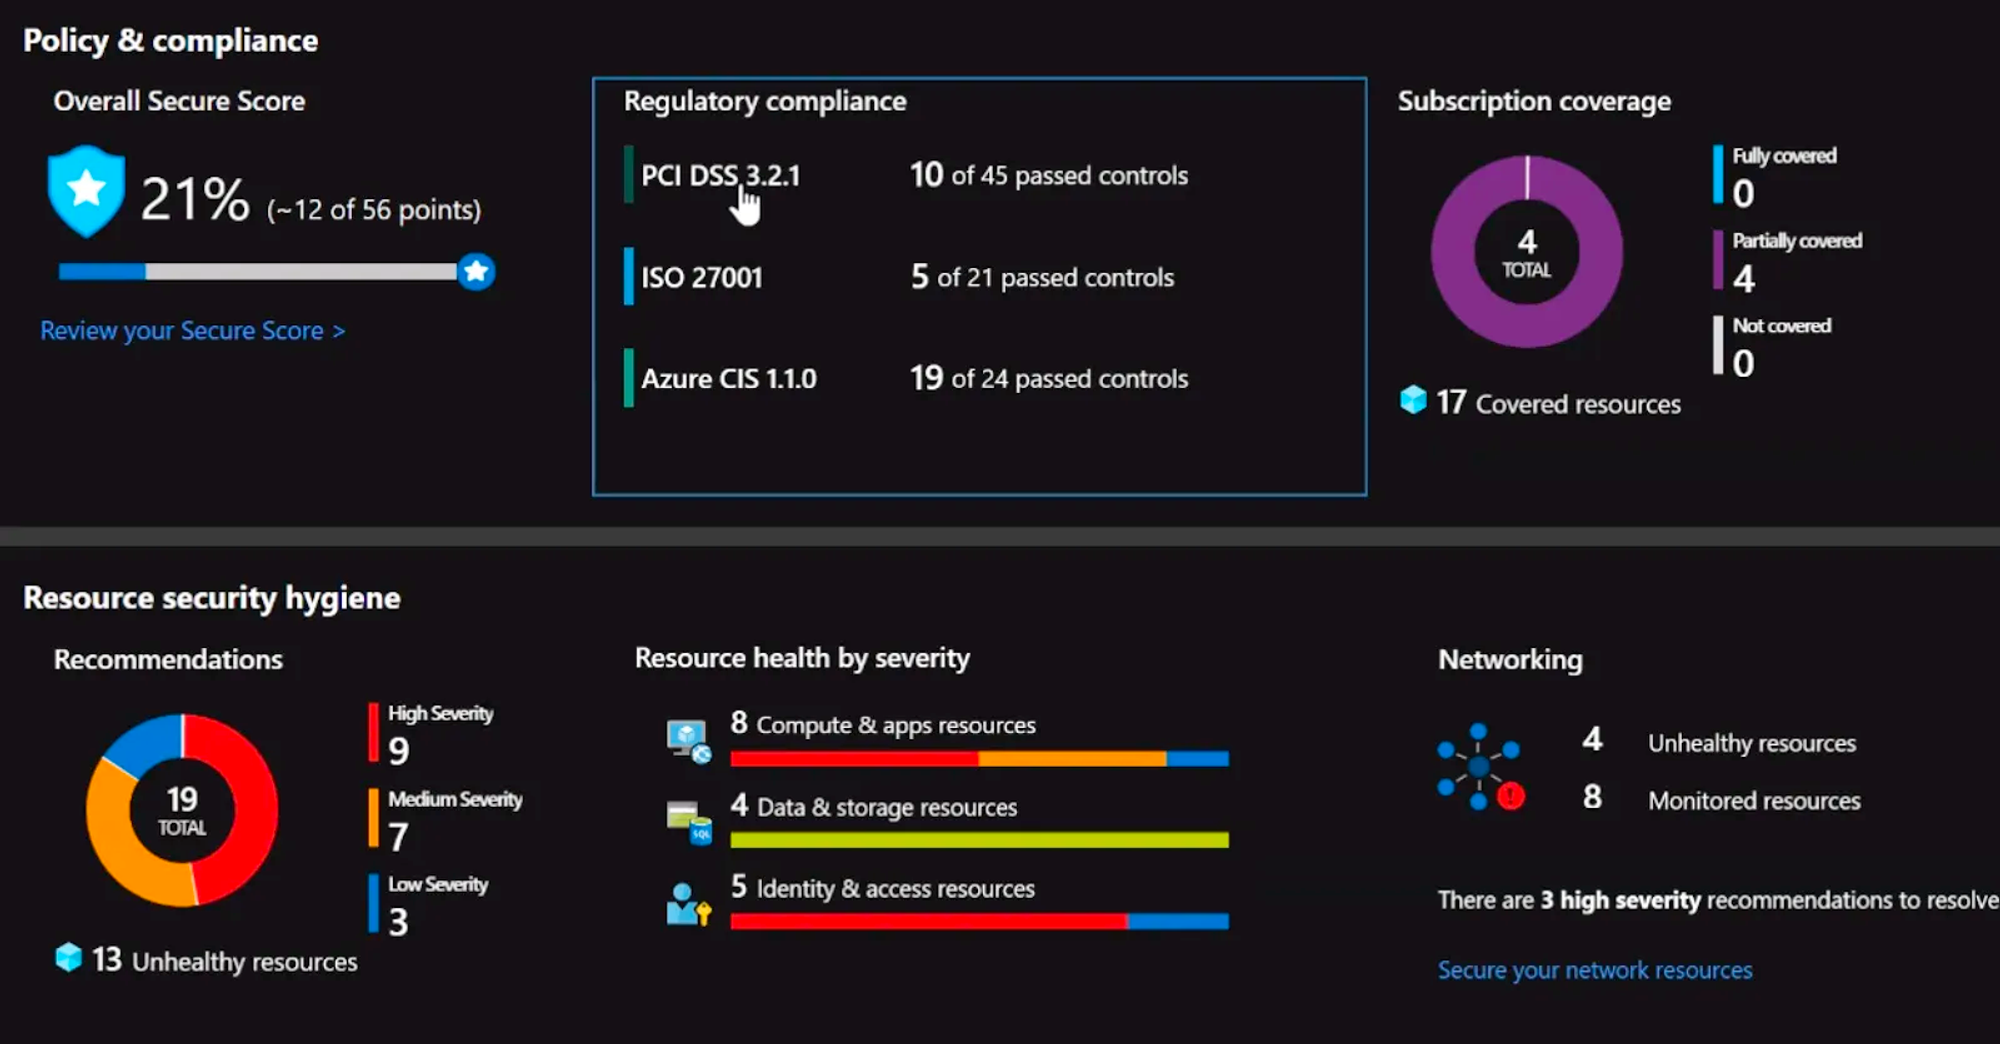 Policy & compliance
Overall Secure Score
21% (~12 of 56 points)
Review your Secure Score >
Regulatory compliance
PCI DSS 3.2.1 10 of 45 passed controls
ISO 27001 5 of 21 passed controls
Azure CIS 1.1.0 19 of 24 passed controls
Subscription coverage
4
TOTAL
Fully covered
0
Partially covered
4
Not covered
0
17 Covered resources
Resource security hygiene
Recommendations
19
TOTAL
High Severity
9
Medium Severity
7
Low Severity
3
13 Unhealthy resources
Resource health by severity
8 Compute & apps resources
4 Data & storage resources
SQL
5 Identity & access resources
Networking
4 Unhealthy resources
8 Monitored resources
There are 3 high severity recommendations to resolve
Secure your network resources